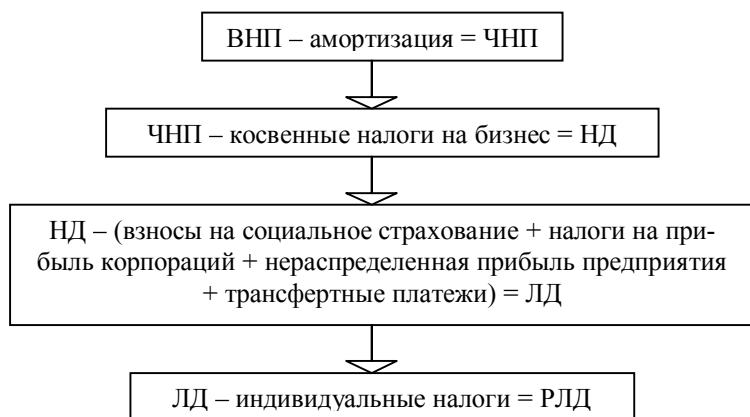 ВНП – амортизация = ЧНП
ЧНП – косвенные налоги на бизнес = НД
НД – (взносы на социальное страхование + налоги на при-
быль корпораций + нераспределенная прибыль предприятия
+ трансфертные платежи) = ЛД
ЛД – индивидуальные налоги = РЛД